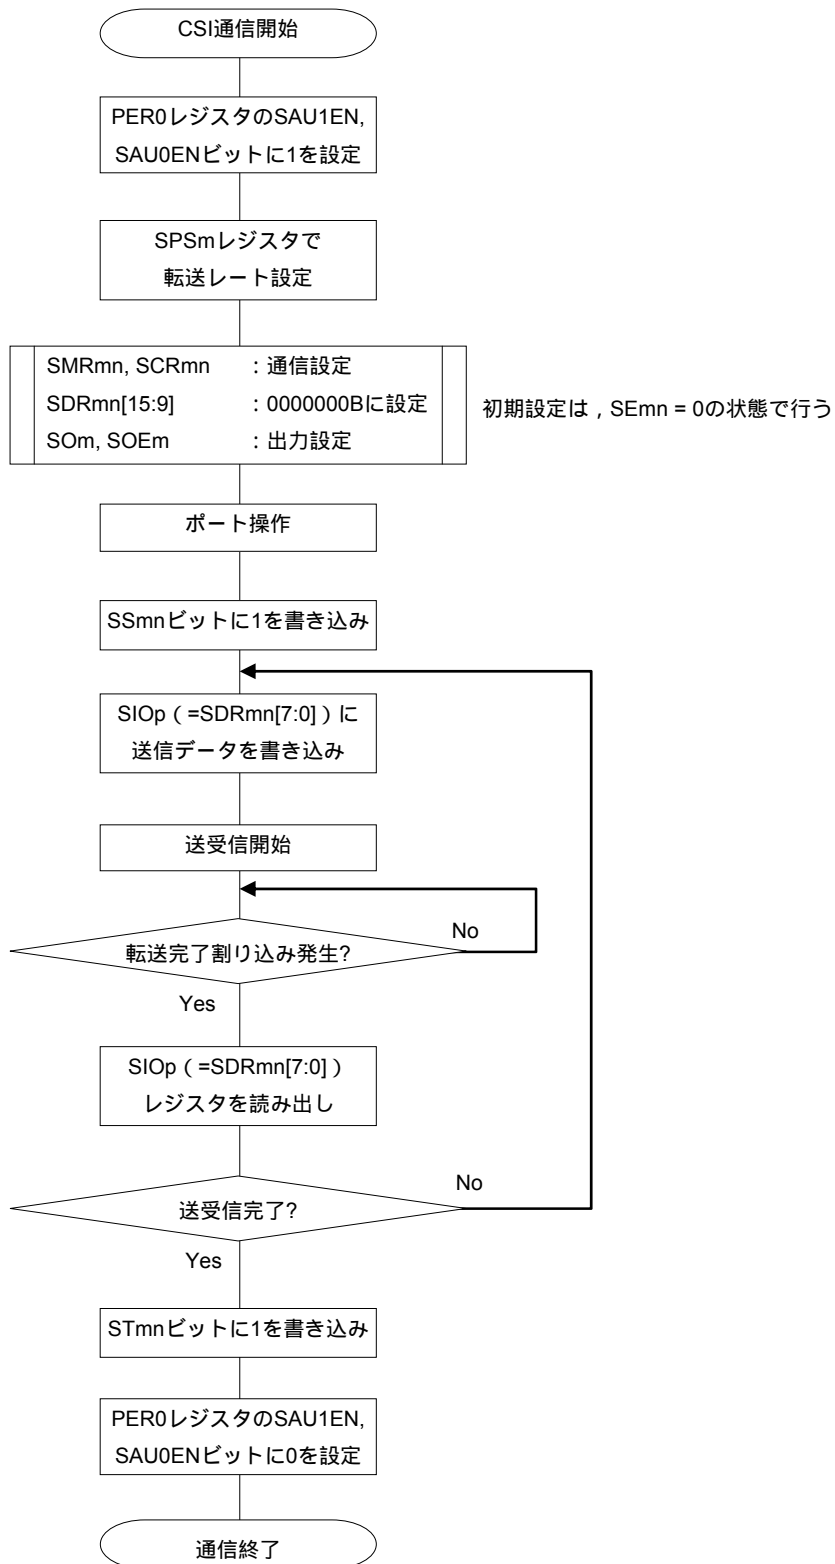 CSI通信開始
PER0レジスタのSAU1EN,
SAU0ENビットに1を設定
SPSmレジスタで
転送レート設定
SMRmn, SCRmn ：通信設定
SDRmn[15:9] ：0000000Bに設定
SOm, SOEm ：出力設定
初期設定は，SEmn = 0の状態で行う
ポート操作
SSmnビットに1を書き込み
SIOp（=SDRmn[7:0]）に
送信データを書き込み
送受信開始
転送完了割り込み発生?
No
Yes
SIOp（=SDRmn[7:0]）
レジスタを読み出し
送受信完了?
No
Yes
STmnビットに1を書き込み
PER0レジスタのSAU1EN,
SAU0ENビットに0を設定
通信終了